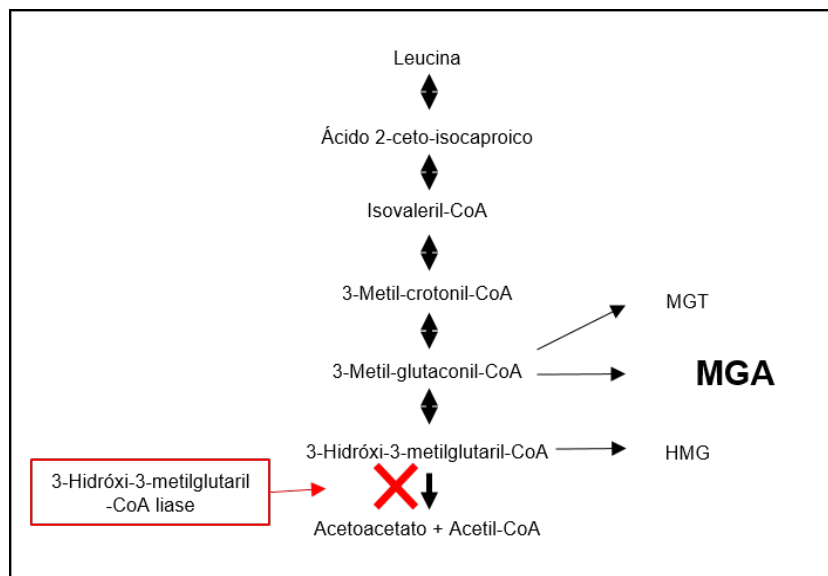 Leucina
Ácido 2-ceto-isocaproico
Isovaleril-CoA
3-Metil-crotonil-CoA
MGT
3-Metil-glutaconil-CoA
MGA
3-Hidróxi-3-metilglutaril-CoA
HMG
3-Hidróxi-3-metilglutaril
-CoA liase
Acetoacetato + Acetil-CoA